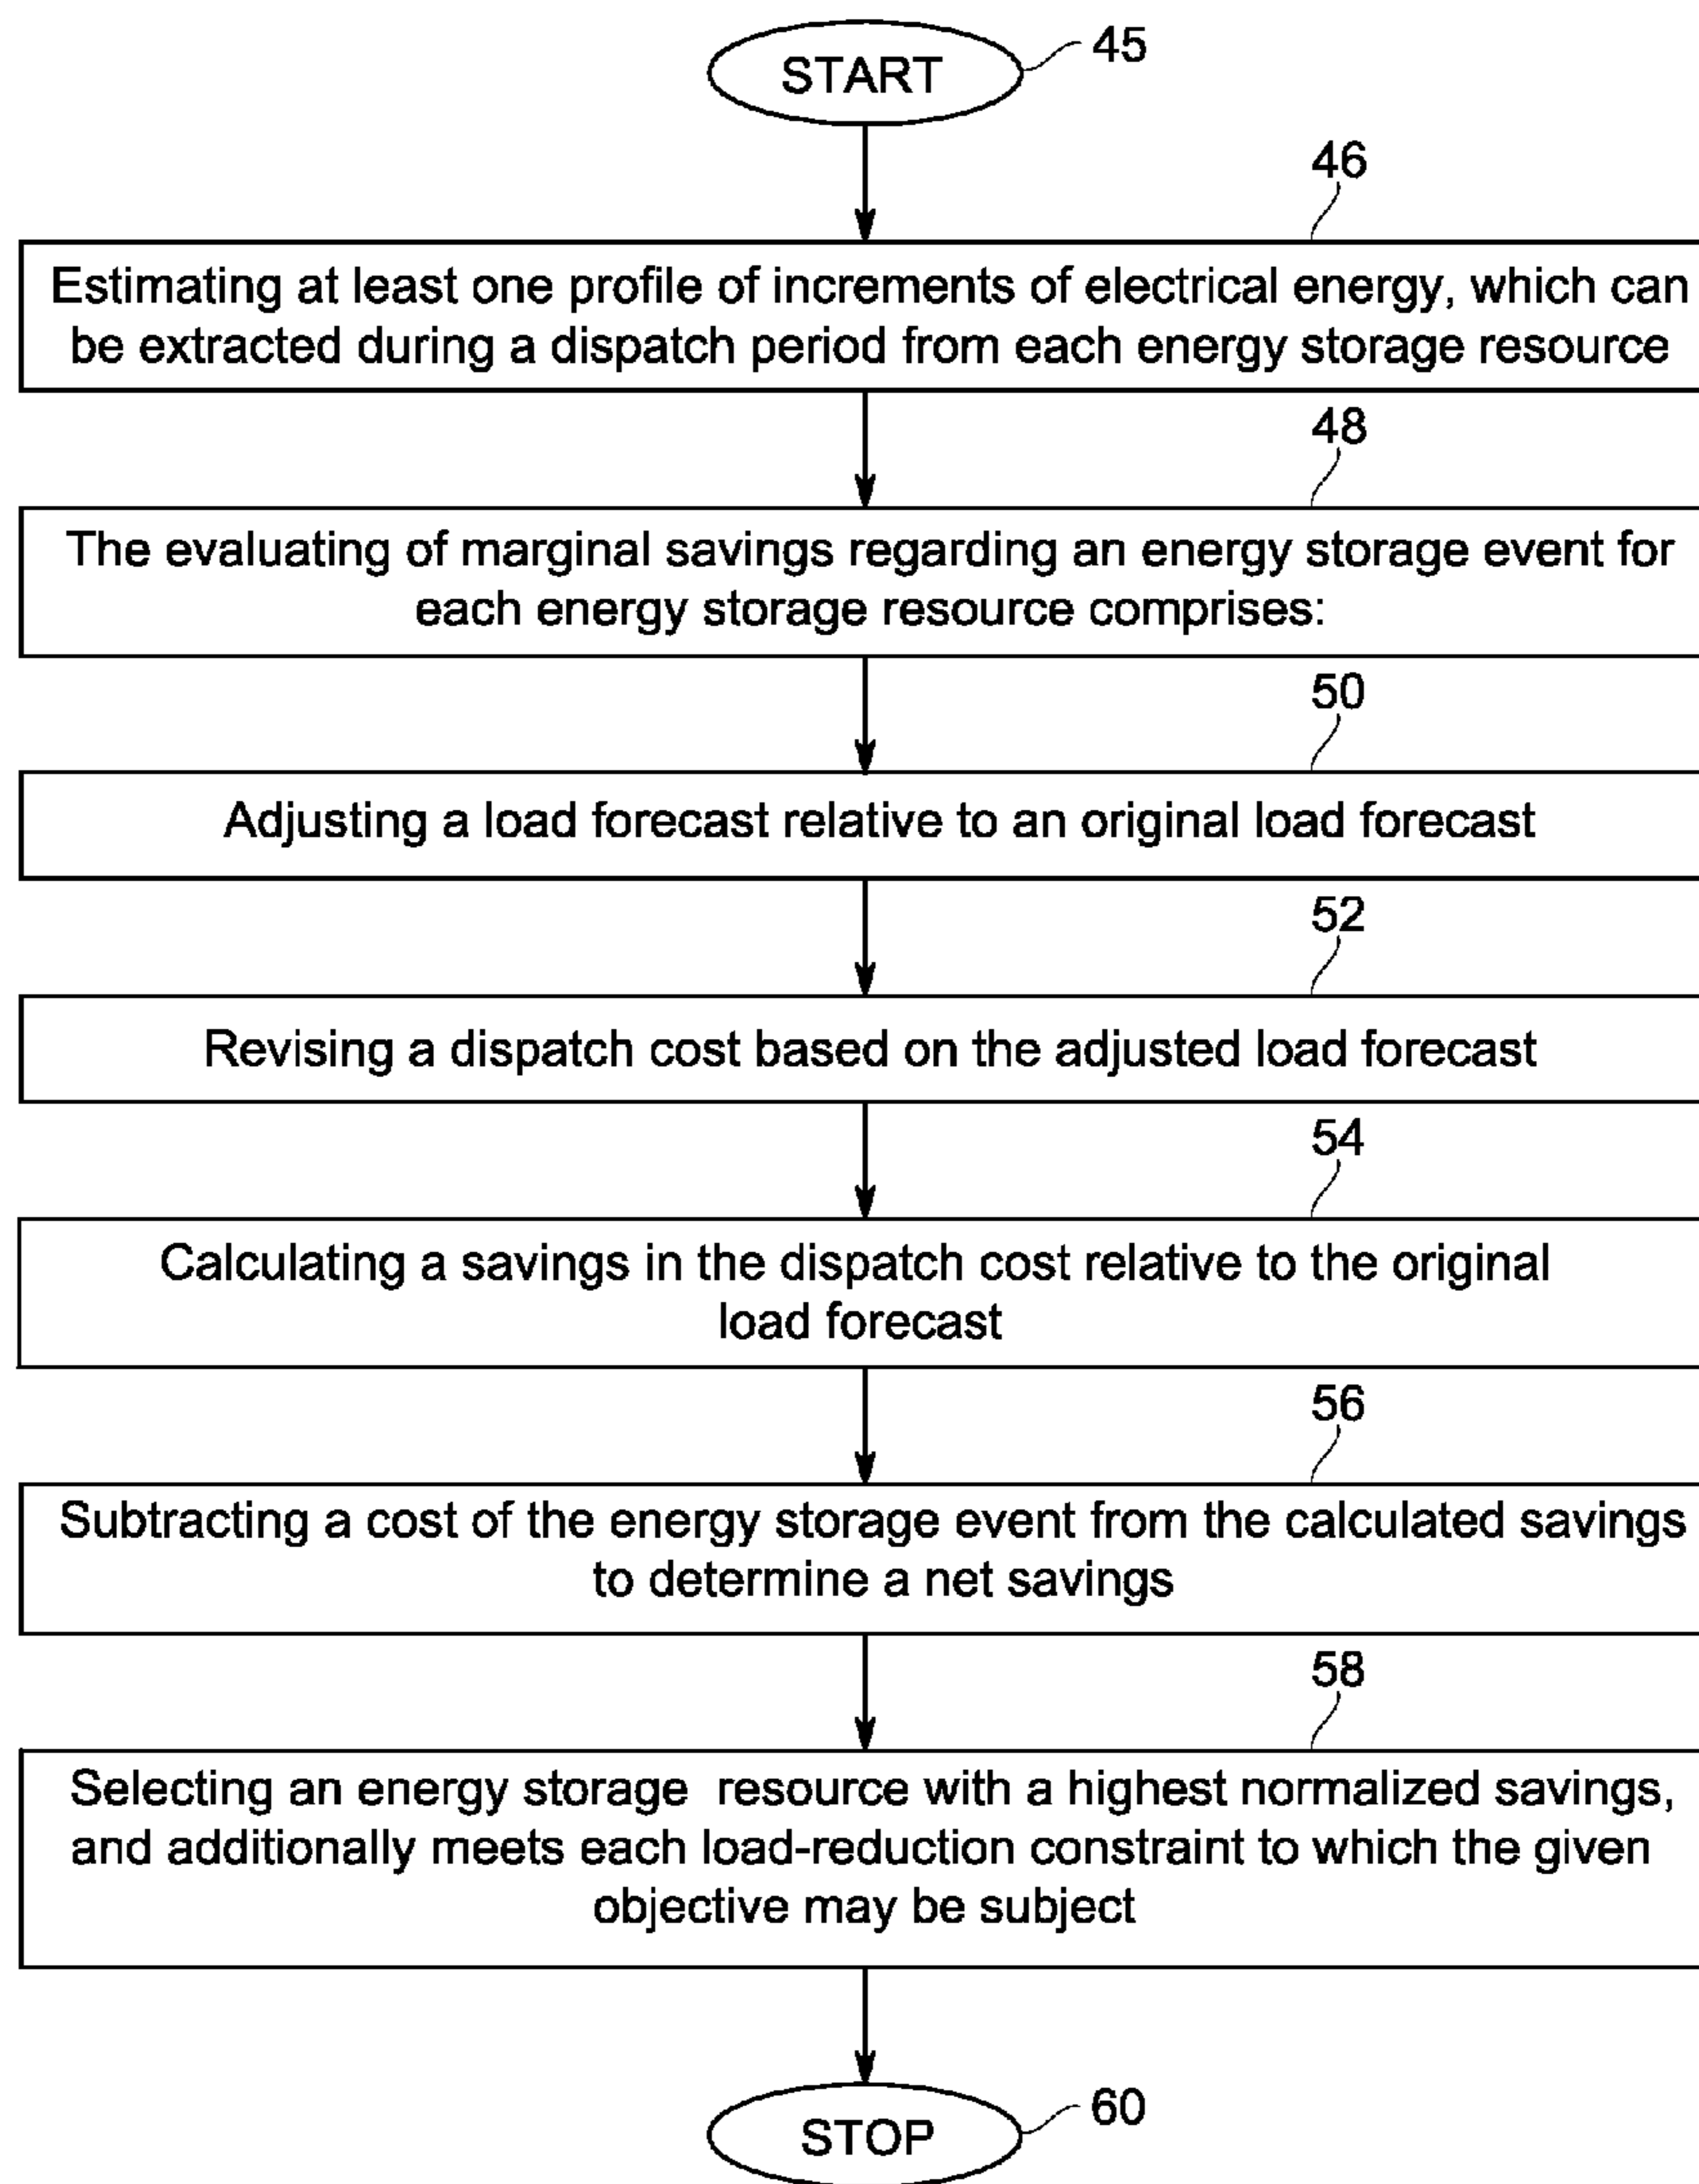 START
45
46
Estimating at least one profile of increments of electrical energy, which can
be extracted during a dispatch period from each energy storage resource
48
The evaluating of marginal savings regarding an energy storage event for
each energy storage resource comprises:
50
Adjusting a load forecast relative to an original load forecast
52
Revising a dispatch cost based on the adjusted load forecast
54
Calculating a savings in the dispatch cost relative to the original
load forecast
56
Subtracting a cost of the energy storage event from the calculated savings
to determine a net savings
58
Selecting an energy storage resource with a highest normalized savings,
and additionally meets each load-reduction constraint to which the given
objective may be subject
STOP
60